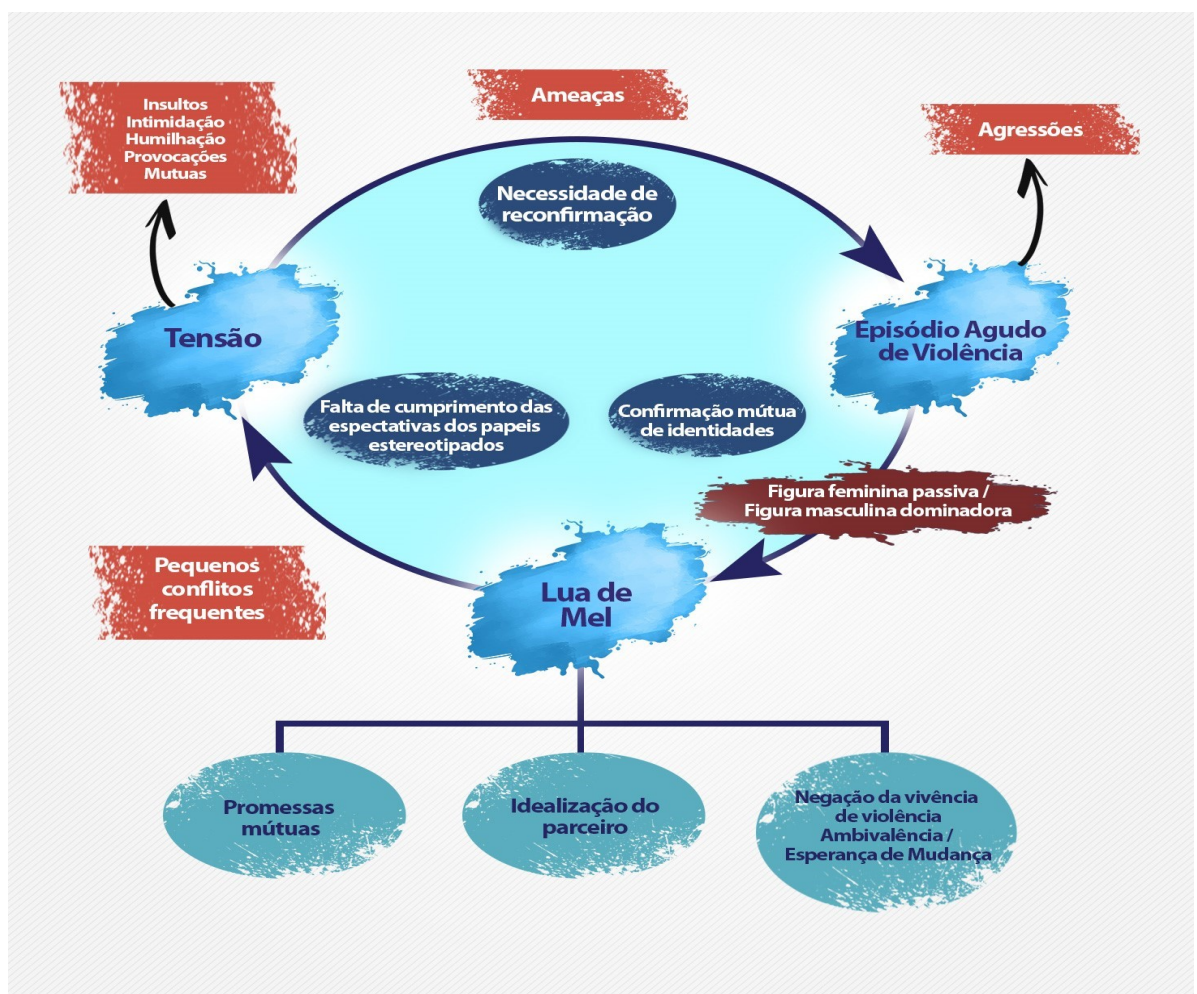 Ameaças
Insultos
Intimidação
Humilhação
Provocações
Mutuas
Agressões
Necessidade de
reconfirmação
Tensão
Episódio Agudo
de Violência
Falta de cumprimento das
espectativas dos papeis
estereotipados
Confirmação mútua
de identidades
Figura feminina passiva /
Figura masculina dominadora
Pequenos
conflitos
frequentes
Lua de
Mel
Promessas
mútuas
Idealização do
parceiro
Negação da vivência
de violência
Ambivalência /
Esperança de Mudança